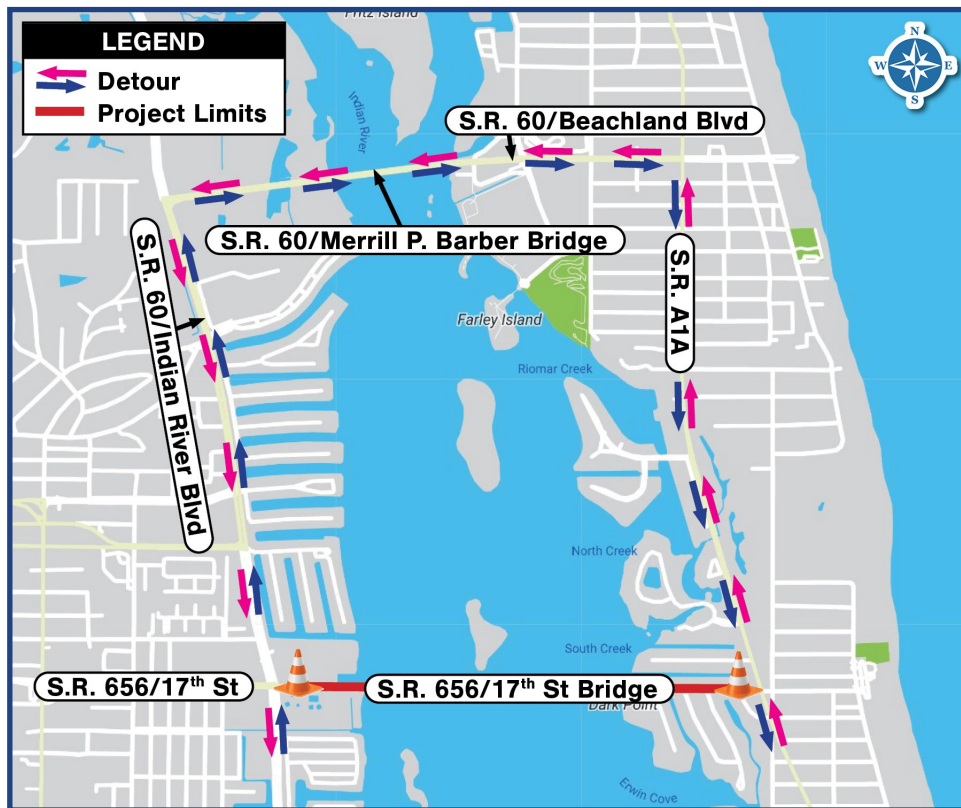 Fritz Island
LEGEND
Detour
Project Limits
N
W E
S
Indian River
S.R. 60/Beachland Blvd
S.R. 60/Merrill P. Barber Bridge
S.R. 60/Indian River Blvd
S.R. A1A
Farley Island
Riomar Creek
North Creek
South Creek
S.R. 656/17th St
S.R. 656/17th St Bridge
Dark Point
Erwin Cove